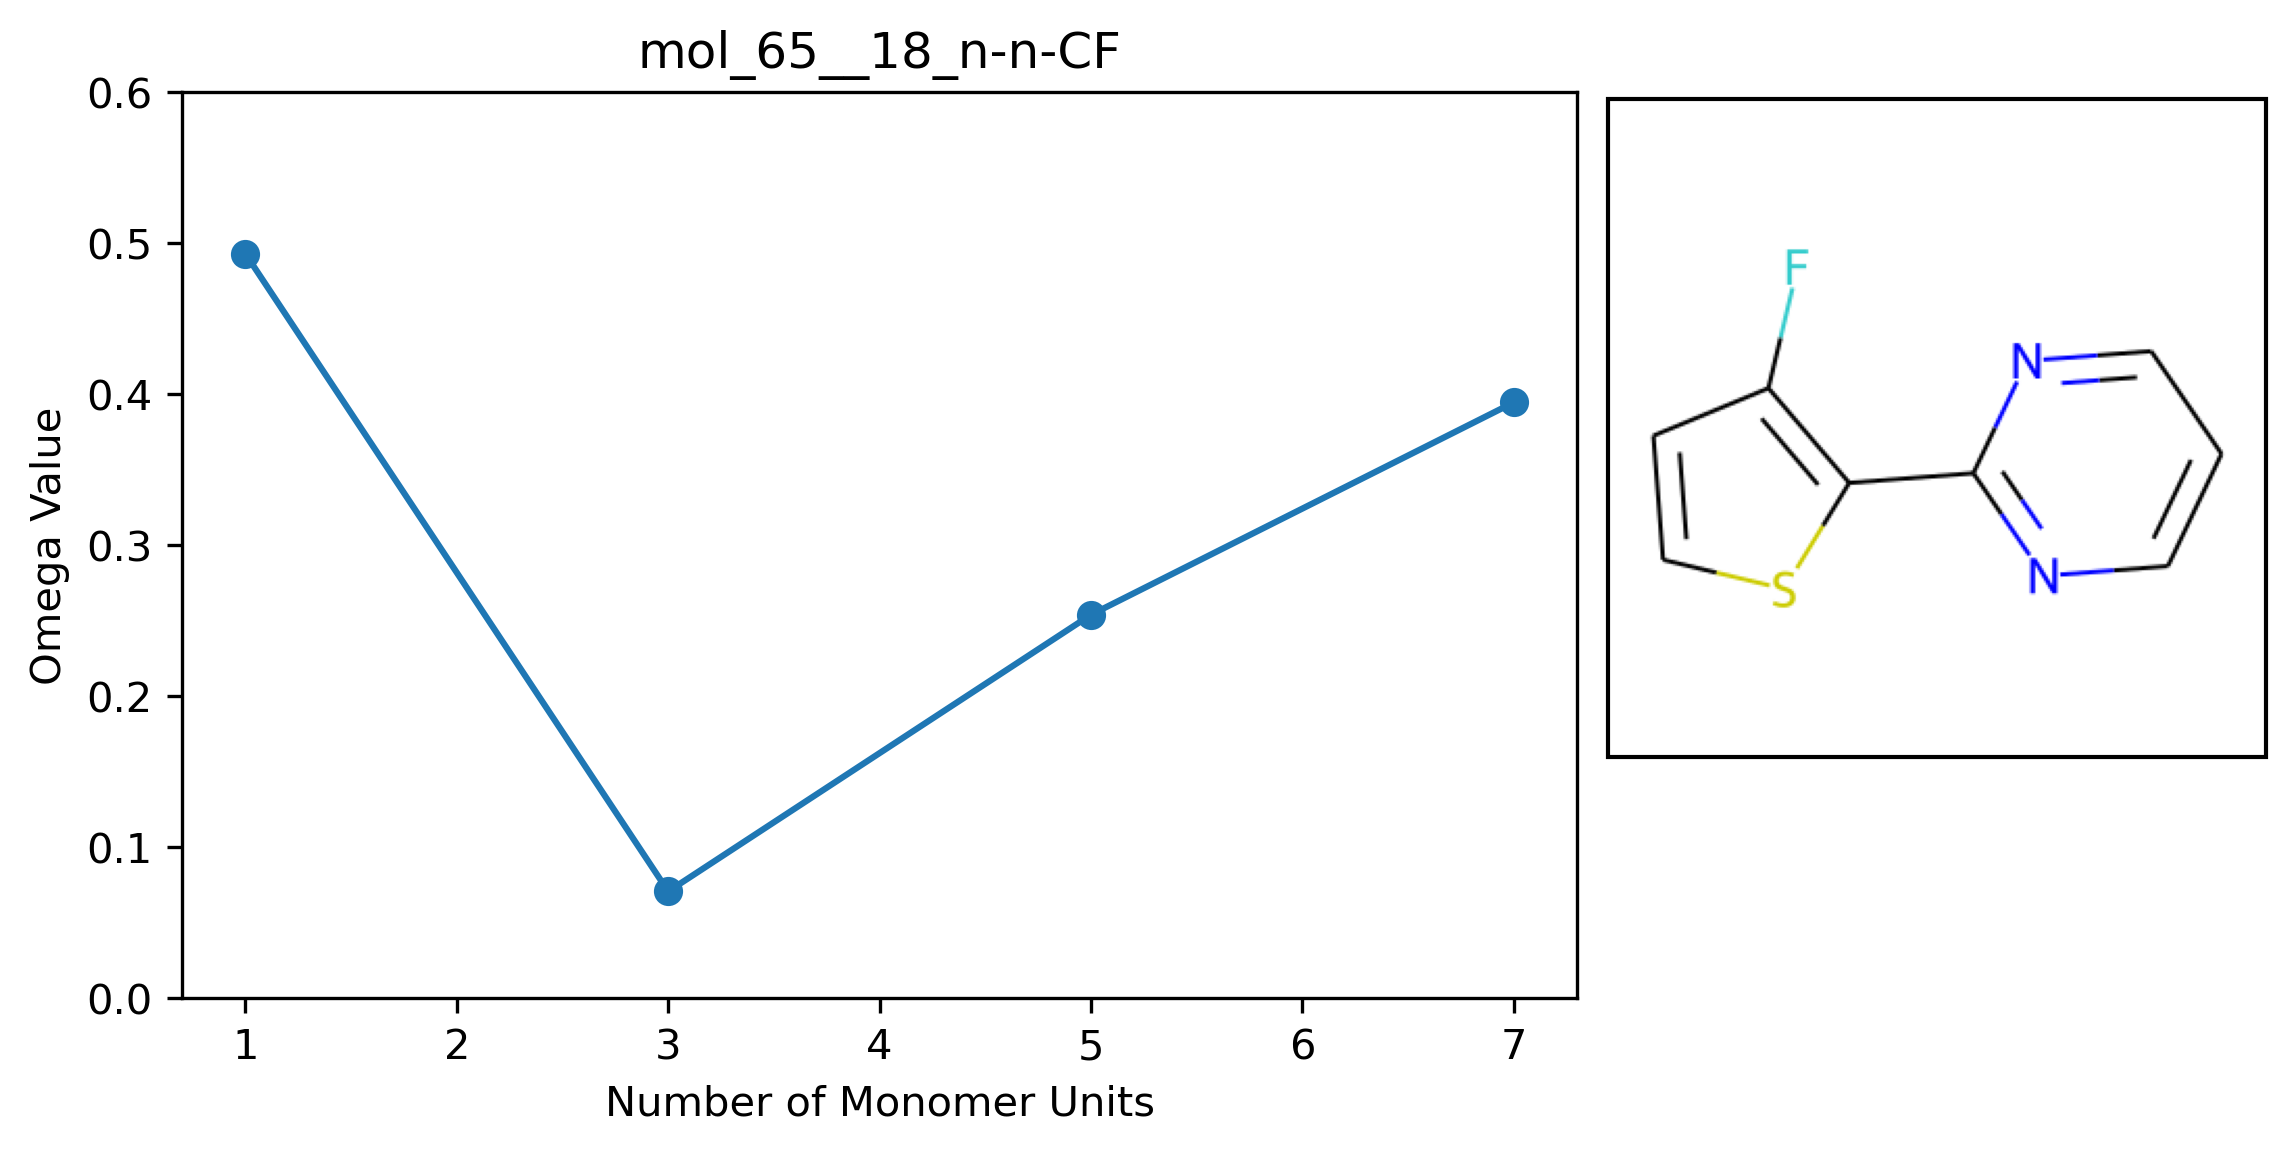 mol_65__18_n-n-CF
0.6
0.5
0.4
0.3
0.2
0.1
0.0
Omega Value
1 2 3 4 5 6 7
Number of Monomer Units
F
N
N
S